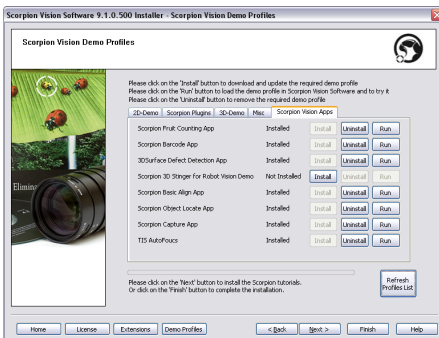 Scorpion Vision Software 9.1.0.500 Installer - Scorpion Vision Demo Profiles
Scorpion Vision Demo Profiles
Please click on the 'Install' button to download and update the required demo profile
Please click on the 'Run' button to load the demo profile in Scorpion Vision Software and to try it
Please click on the 'Uninstall' button to remove the required demo profile
2D-Demo Scorpion Plugins 3D-Demo Misc Scorpion Vision Apps
Scorpion Fruit Counting App Installed Install Uninstall Run
Scorpion Barcode App Installed Install Uninstall Run
3DSurface Defect Detection App Installed Install Uninstall Run
Scorpion 3D Stinger for Robot Vision Demo Not Installed Install Uninstall Run
Scorpion Basic Align App Installed Install Uninstall Run
Scorpion Object Locate App Installed Install Uninstall Run
Scorpion Capture App Installed Install Uninstall Run
TIS AutoFoucs Installed Install Uninstall Run
Elimin
Please click on the 'Next' button to install the Scorpion tutorials.
Or click on the 'Finish' button to complete the installation.
Refresh
Profiles List
Home License Extensions Demo Profiles < Back Next > Finish Help